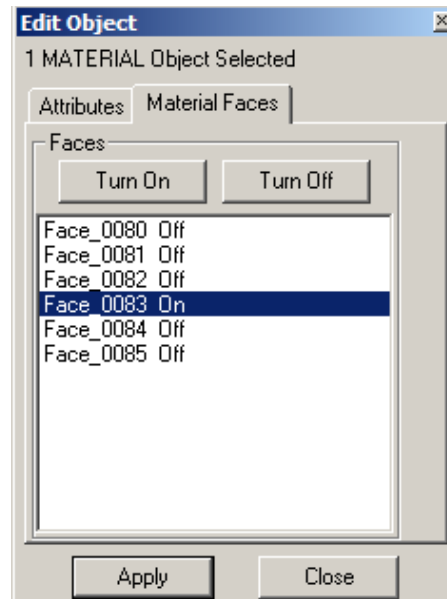 Edit Object
1 MATERIAL Object Selected
Attributes Material Faces
Faces
Turn On Turn Off
Face_0080 Off
Face_0081 Off
Face_0082 Off
Face_0083 On
Face_0084 Off
Face_0085 Off
Apply Close